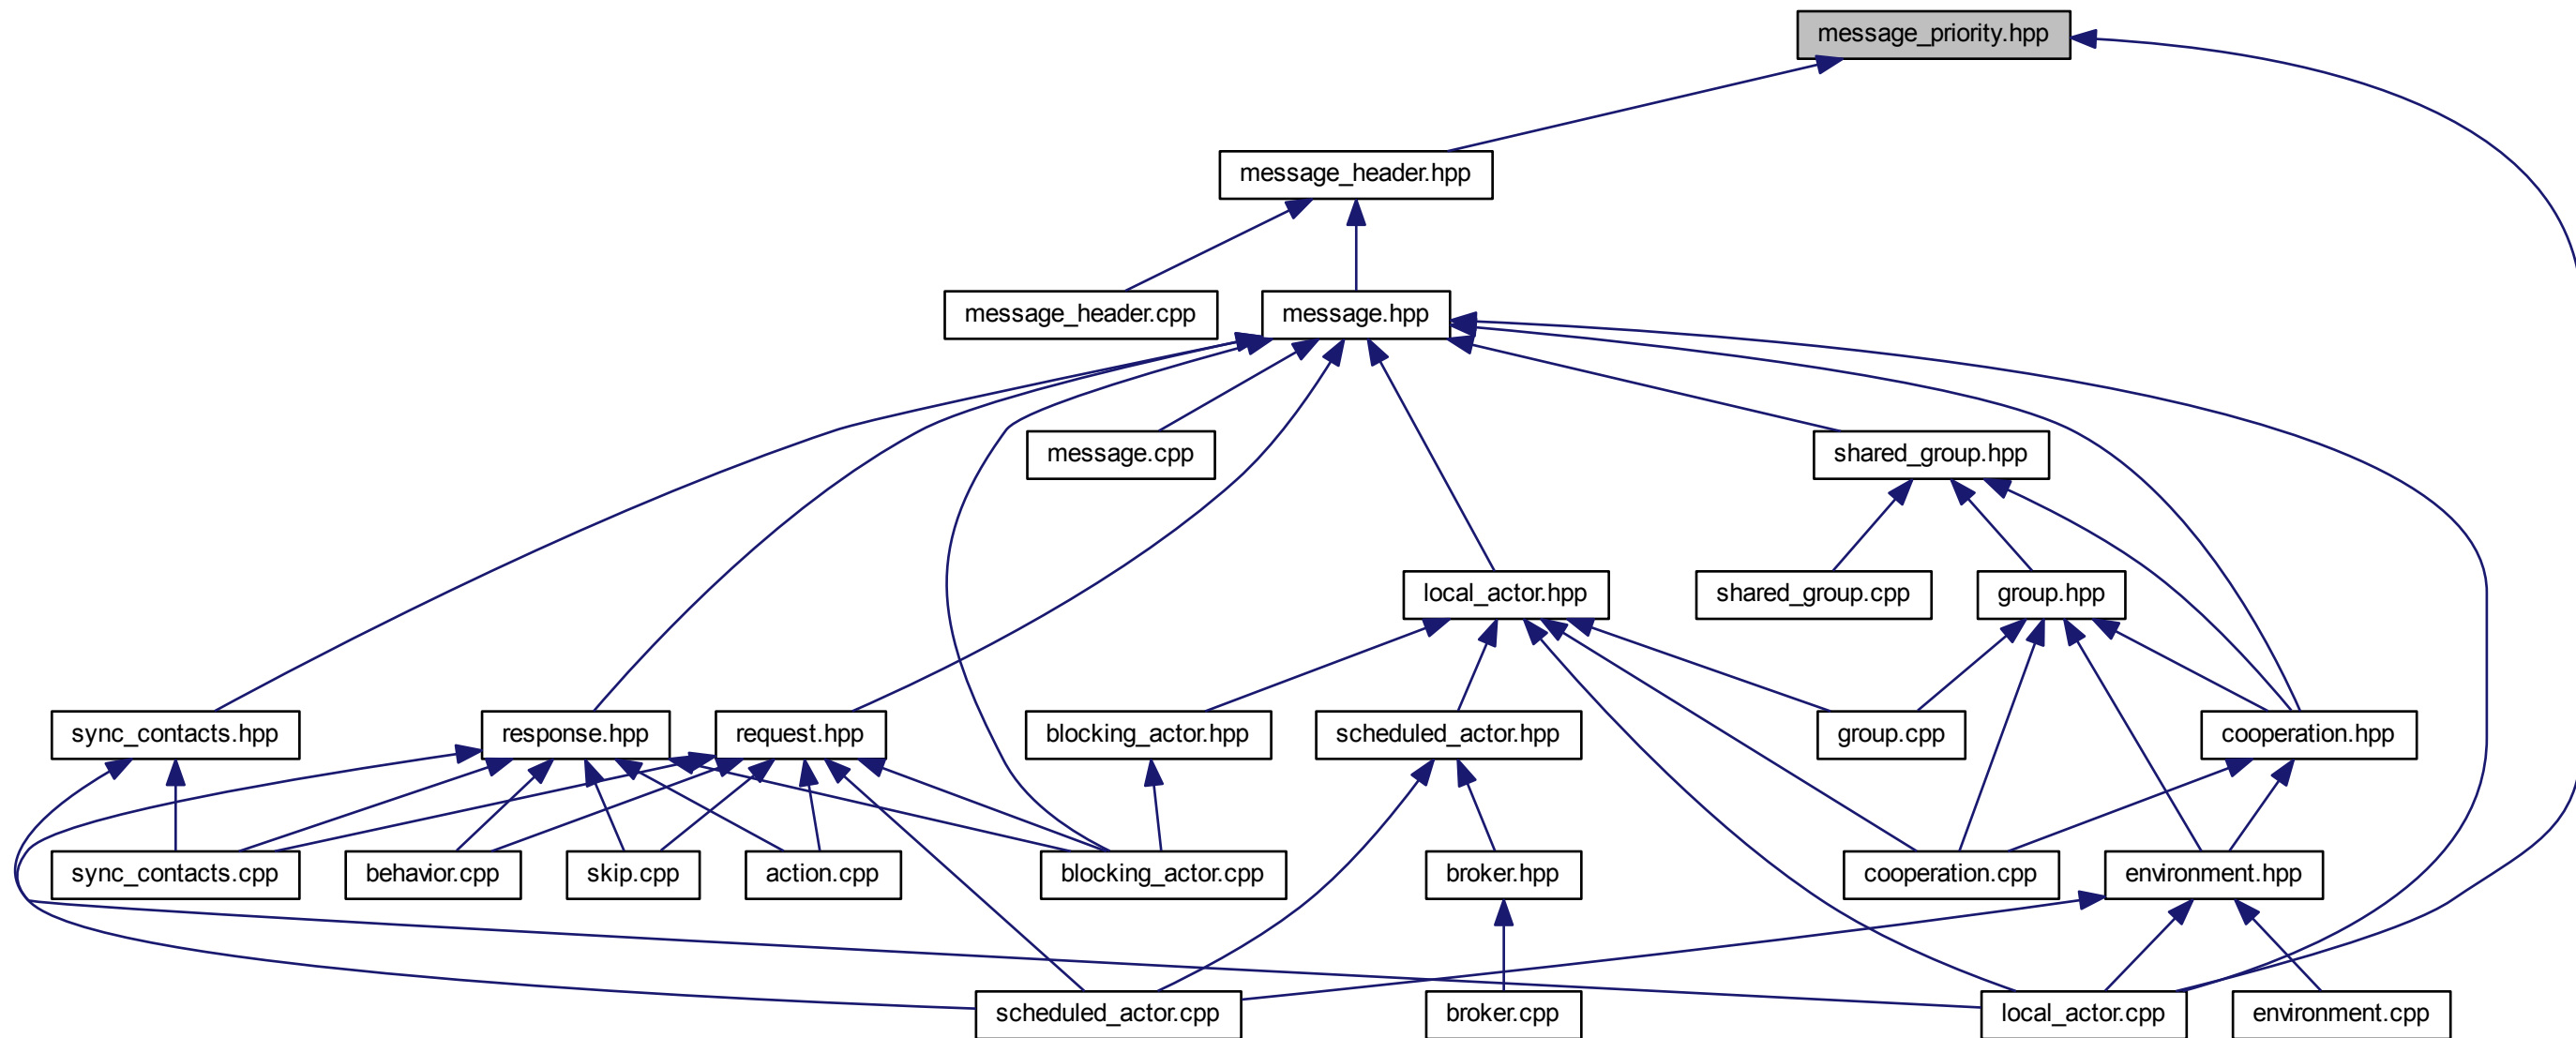 message_priority.hpp
message_header.hpp
message_header.cpp
message.hpp
message.cpp
shared_group.hpp
local_actor.hpp
shared_group.cpp
group.hpp
sync_contacts.hpp
response.hpp
request.hpp
blocking_actor.hpp
scheduled_actor.hpp
group.cpp
cooperation.hpp
sync_contacts.cpp
behavior.cpp
skip.cpp
action.cpp
blocking_actor.cpp
broker.hpp
cooperation.cpp
environment.hpp
scheduled_actor.cpp
broker.cpp
local_actor.cpp
environment.cpp